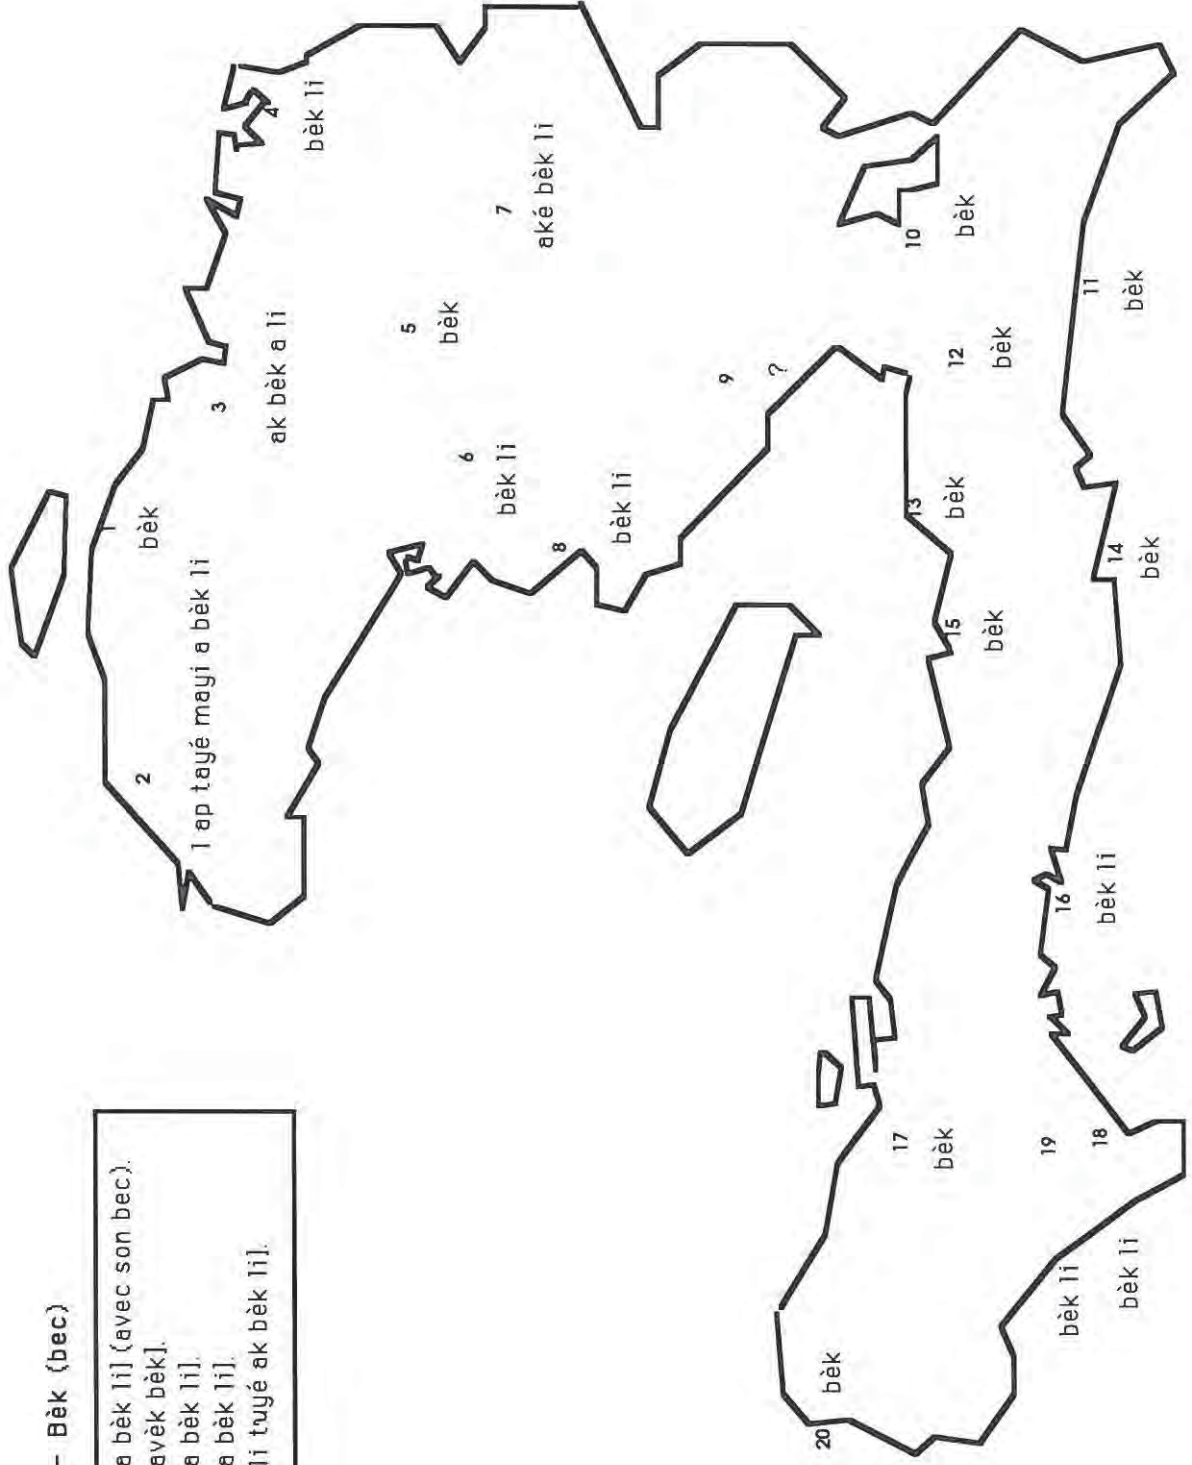 – Bèk (bec)
a bèk li] (avec son bec).
avèk bèk].
a bèk li].
a bèk li].
li tuyé ak bèk li].
1
bèk
2
l ap tayé mayi a bèk li
3
ak bèk a li
4
bèk li
5
bèk
6
bèk li
7
aké bèk li
8
bèk li
9
?
10
bèk
11
bèk
12
bèk
13
bèk
14
bèk
15
bèk
16
bèk li
17
bèk
18
bèk li
19
bèk li
20
bèk